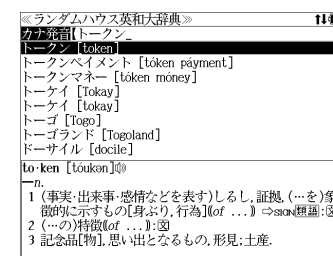 ≪ランダムハウス英和大辞典≫
カナ発音【トークン_
トークン [token]
トークンペイメント [tóken páyment]
トークンマネー [tóken móney]
トーケイ [Tokay]
トーケイ [tokay]
トーゴ [Togo]
トーゴランド [Togoland]
ドーサイル [docile]
to·ken [tóukən]
―n.
1 (事実·出来事·感情などを表す)しるし, 証拠, (…を)象
徴的に示すもの[身ぶり, 行為]((of …)) ⇨SIGN類語:図
2 (…の)特徴((of …)):図
3 記念品[物], 思い出となるもの, 形見; 土産.